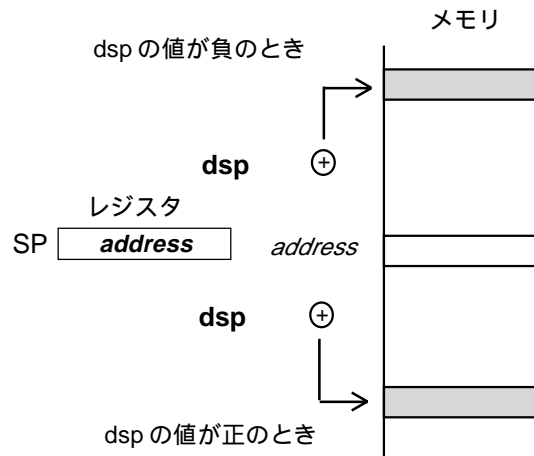 メモリ
dsp の値が負のとき
dsp
レジスタ
SP address address
dsp
dsp の値が正のとき